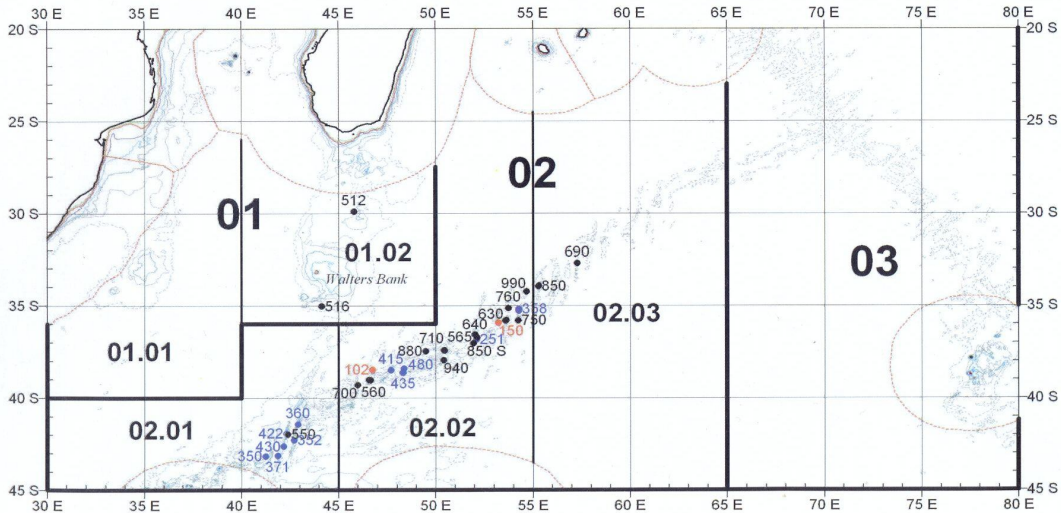 30 E 35 E 40 E 45 E 50 E 55 E 60 E 65 E 70 E 75 E 80 E
20 S 20 S
25 S 25 S
02
512
30 S 01 30 S
01.02
690
03
Walters Bank
990 850
516 760 358
35 S 630 750 02.03 35 S
150
640
710 565 251
01.01 880 850 S
415 480 940
102 435
700 560
40 S 40 S
360
02.01 422 550 02.02
430 352
350 371
45 S 45 S
30 E 35 E 40 E 45 E 50 E 55 E 60 E 65 E 70 E 75 E 80 E